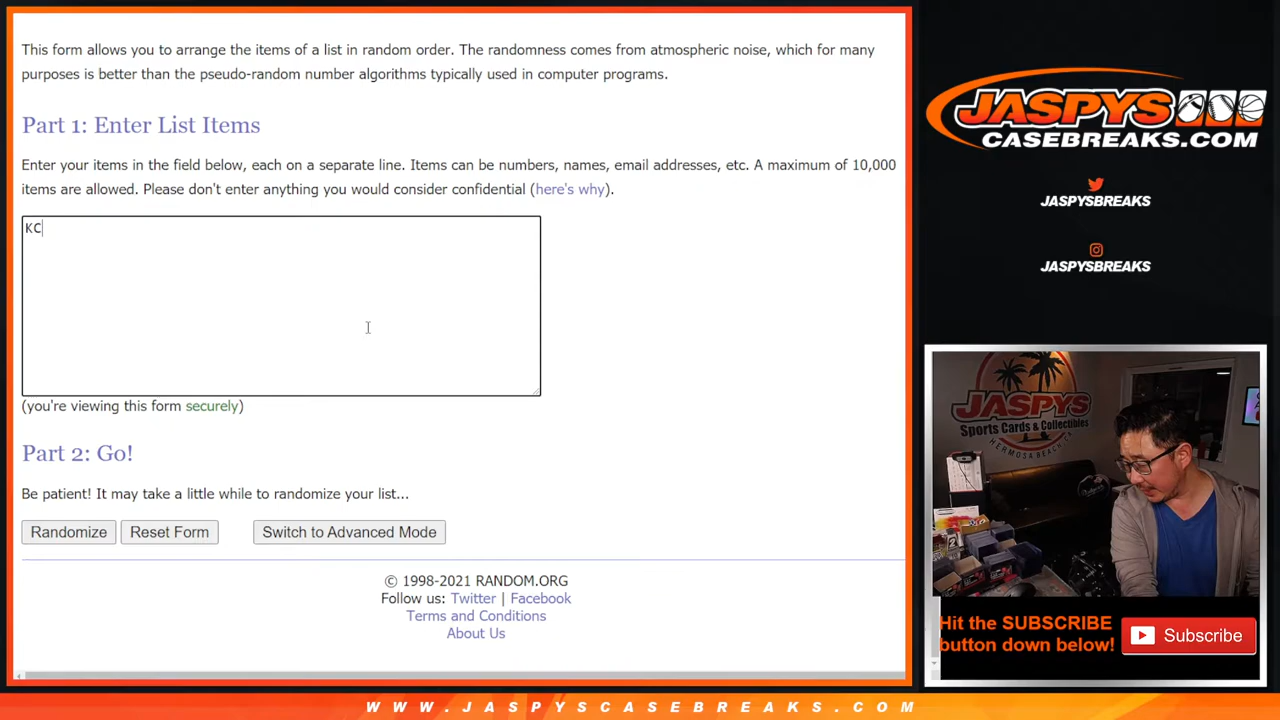 This form allows you to arrange the items of a list in random order. The randomness comes from atmospheric noise, which for many
purposes is better than the pseudo-random number algorithms typically used in computer programs.
Part 1: Enter List Items
Enter your items in the field below, each on a separate line. Items can be numbers, names, email addresses, etc. A maximum of 10,000
items are allowed. Please don't enter anything you would consider confidential (here's why).
KC
(you're viewing this form securely)
Part 2: Go!
Be patient! It may take a little while to randomize your list...
Randomize
Reset Form
Switch to Advanced Mode
© 1998-2021 RANDOM.ORG
Follow us: Twitter | Facebook
Terms and Conditions
About Us
JASPYS
CASEBREAKS.COM
JASPYSBREAKS
JASPYSBREAKS
JASPYS
Sports Cards & Collectibles
HERMOSA BEACH, CA
Hit the SUBSCRIBE
button down below!
Subscribe
WWW.JASPYSCASEBREAKS.COM